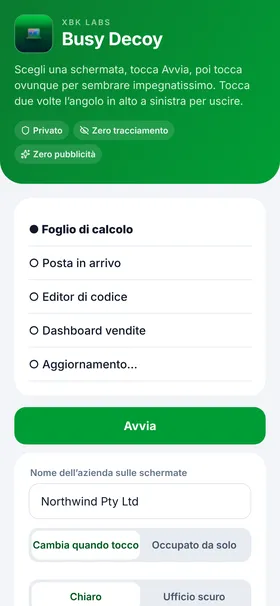 XBK LABS
Busy Decoy
Scegli una schermata, tocca Avvia, poi tocca
ovunque per sembrare impegnatissimo. Tocca
due volte l’angolo in alto a sinistra per uscire.
Privato
Zero tracciamento
Zero pubblicità
Foglio di calcolo
Posta in arrivo
Editor di codice
Dashboard vendite
Aggiornamento…
Avvia
Nome dell’azienda sulle schermate
Northwind Pty Ltd
Cambia quando tocco
Occupato da solo
Chiaro
Ufficio scuro